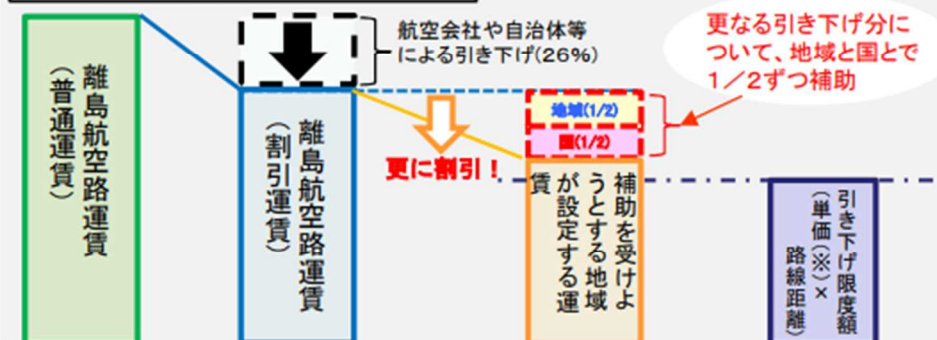 離島航空路運賃
（普通運賃）
離島航空路運賃
（割引運賃）
航空会社や自治体等
による引き下げ(26%)
更に割引！
地域(1/2)
国(1/2)
更なる引き下げ分に
ついて、地域と国とで
１／２ずつ補助
補助を受けよ
うとする地域
が設定する運
賃
引き下げ限度額
（単価(※)×
路線距離）